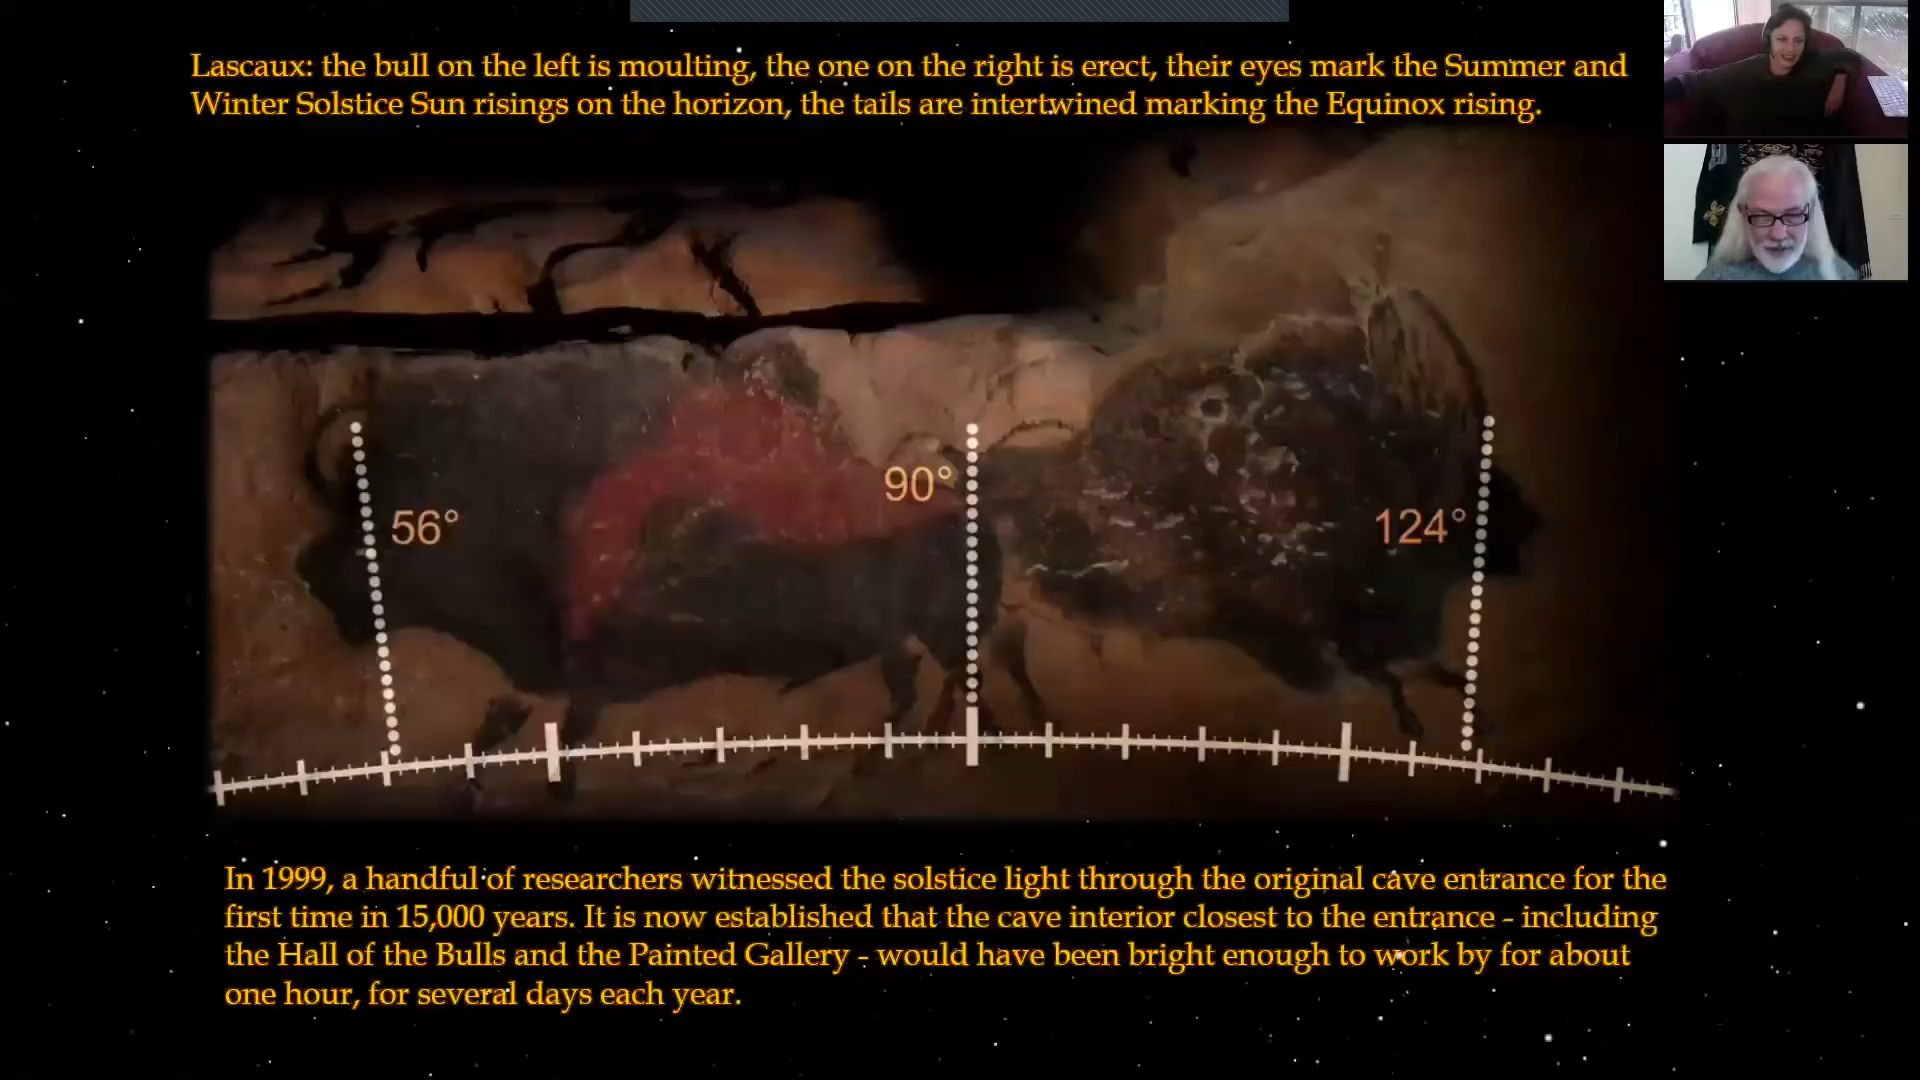 Lascaux: the bull on the left is moulting, the one on the right is erect, their eyes mark the Summer and
Winter Solstice Sun risings on the horizon, the tails are intertwined marking the Equinox rising.
56°
90°
124°
In 1999, a handful of researchers witnessed the solstice light through the original cave entrance for the
first time in 15,000 years. It is now established that the cave interior closest to the entrance - including
the Hall of the Bulls and the Painted Gallery - would have been bright enough to work by for about
one hour, for several days each year.